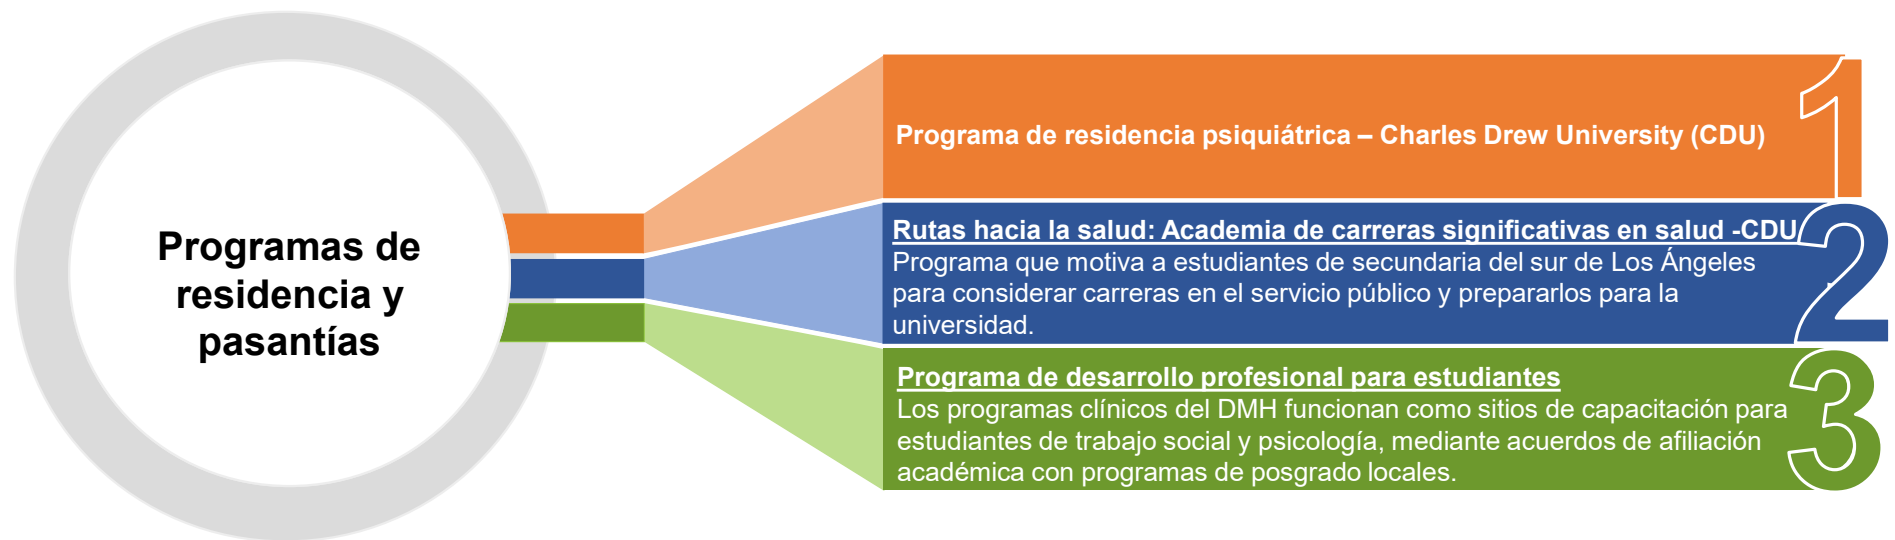 Programas de
residencia y
pasantías
Programa de residencia psiquiátrica – Charles Drew University (CDU)
1
Rutas hacia la salud: Academia de carreras significativas en salud -CDU
Programa que motiva a estudiantes de secundaria del sur de Los Ángeles
para considerar carreras en el servicio público y prepararlos para la
universidad.
2
Programa de desarrollo profesional para estudiantes
Los programas clínicos del DMH funcionan como sitios de capacitación para
estudiantes de trabajo social y psicología, mediante acuerdos de afiliación
académica con programas de posgrado locales.
3